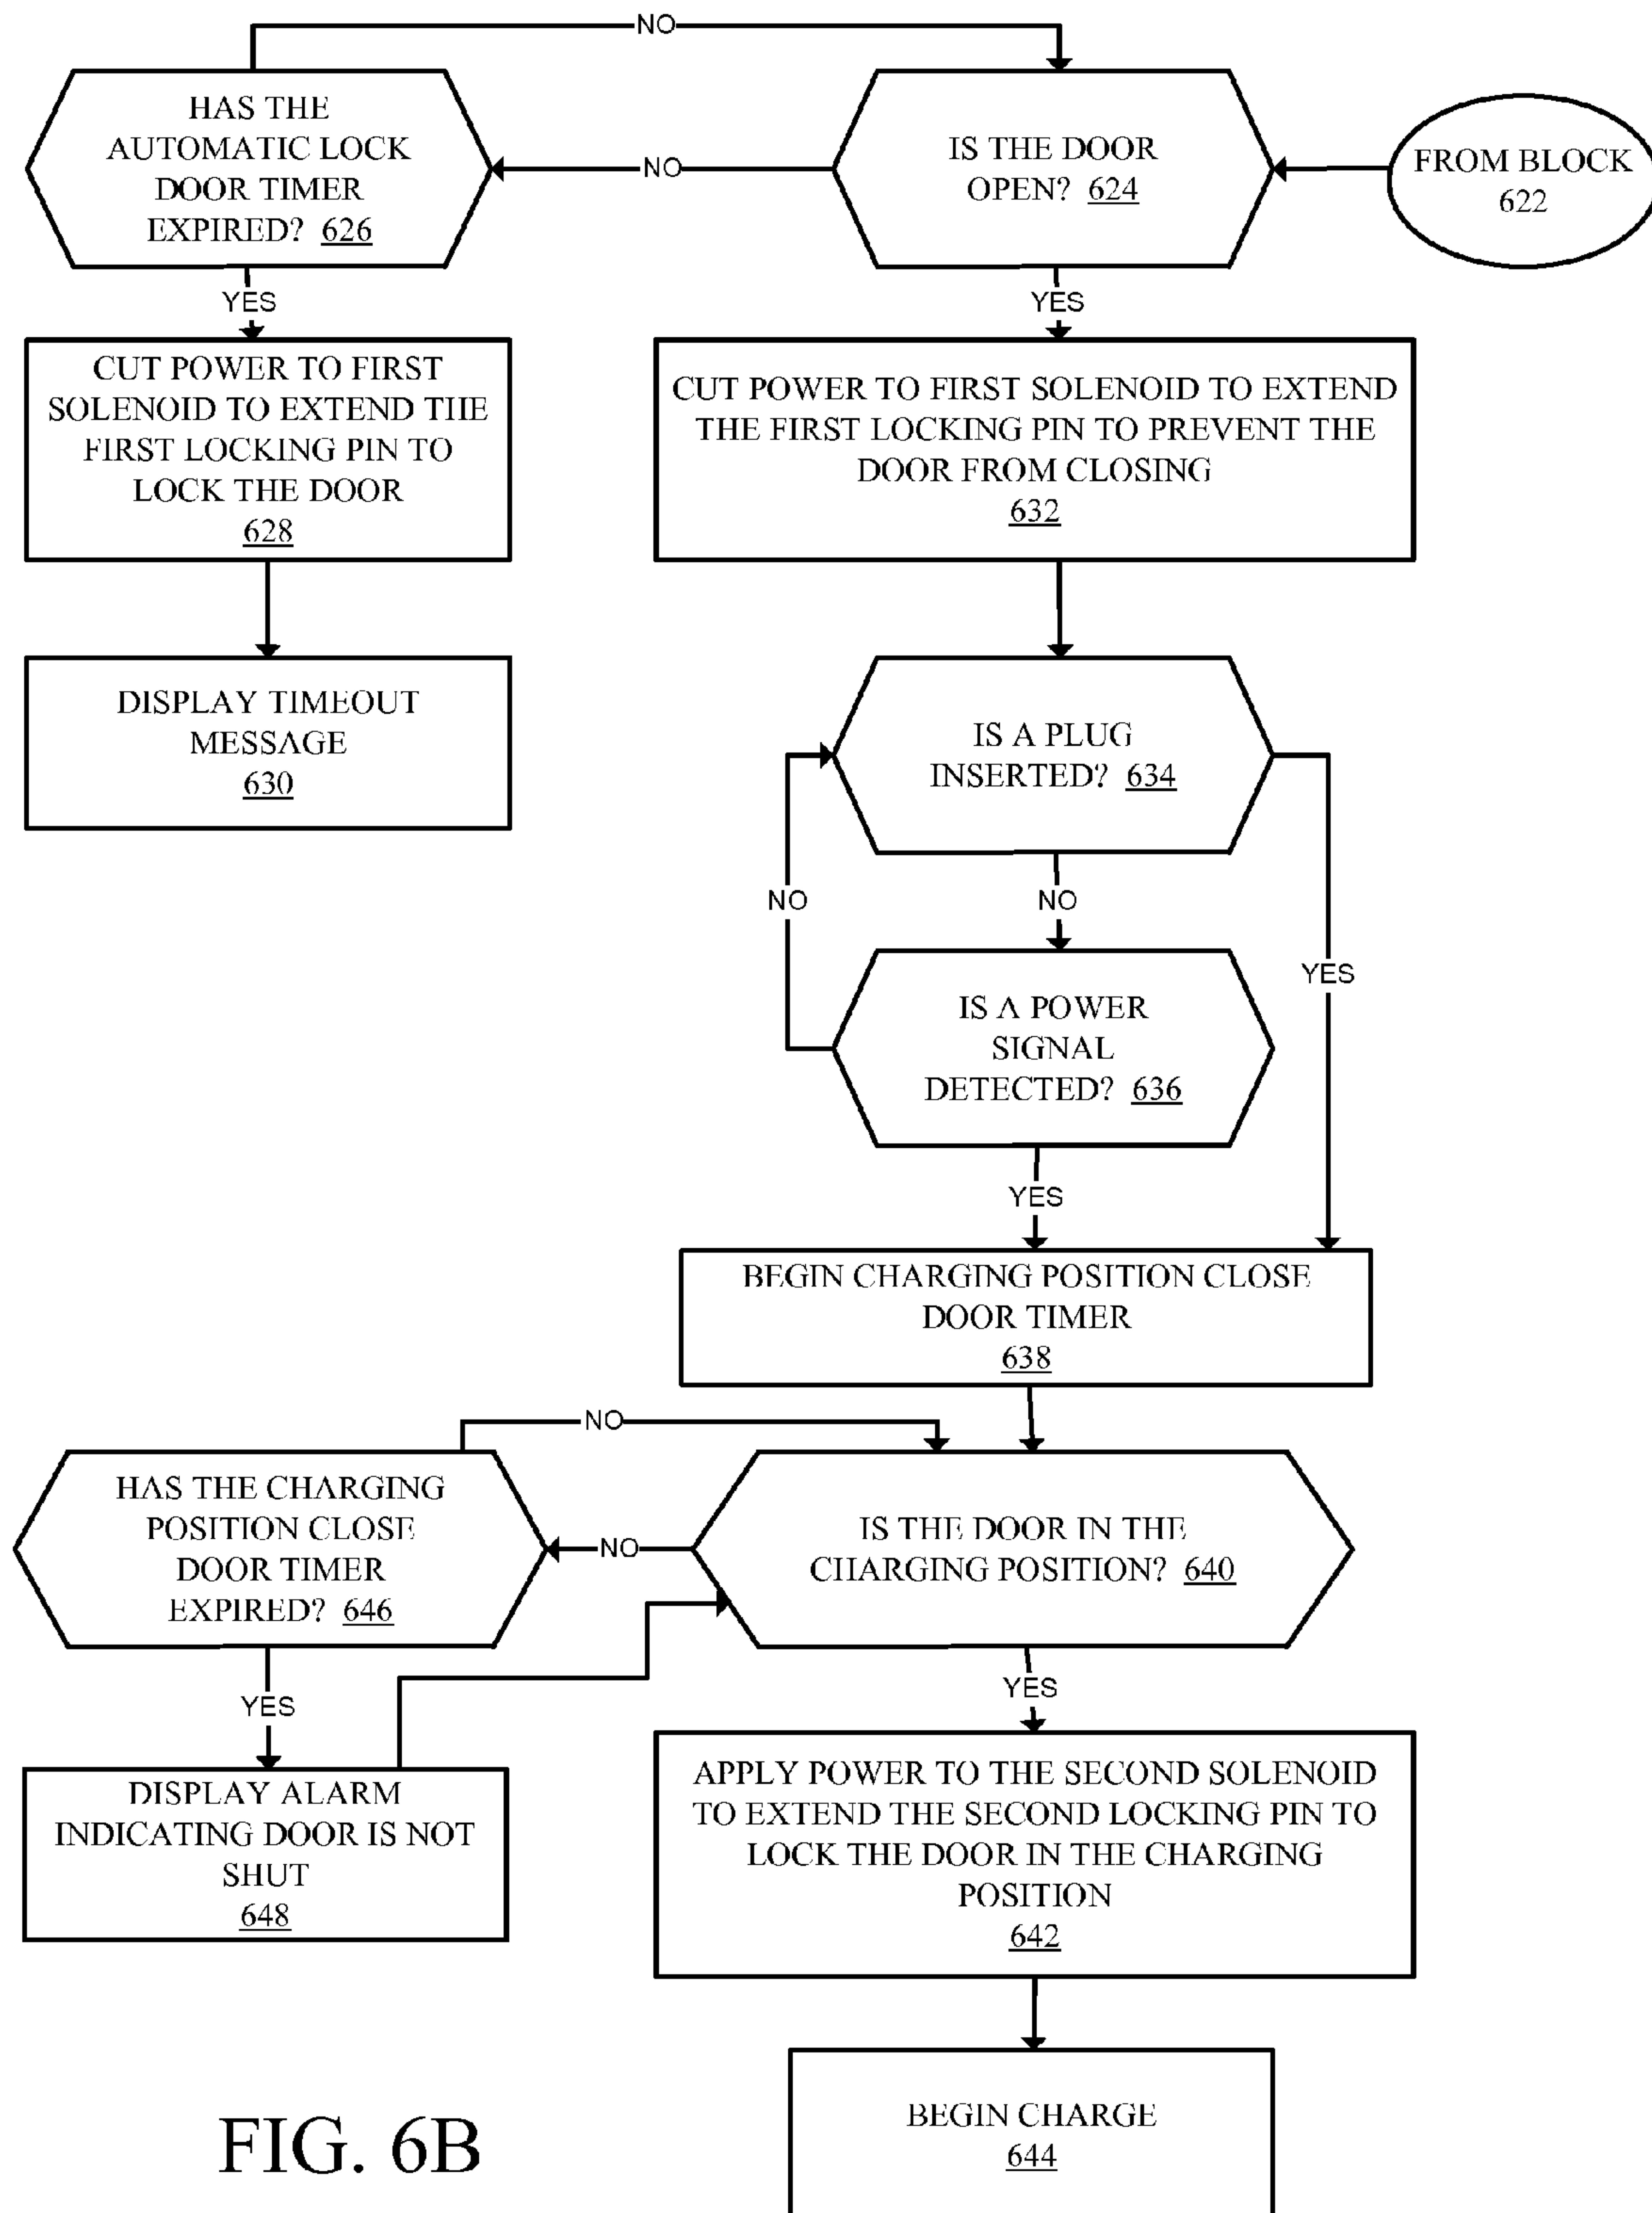 NO
HAS THE
AUTOMATIC LOCK
DOOR TIMER
EXPIRED? 626
NO
IS THE DOOR
OPEN? 624
FROM BLOCK
622
YES
YES
CUT POWER TO FIRST
SOLENOID TO EXTEND THE
FIRST LOCKING PIN TO
LOCK THE DOOR
628
CUT POWER TO FIRST SOLENOID TO EXTEND
THE FIRST LOCKING PIN TO PREVENT THE
DOOR FROM CLOSING
632
DISPLAY TIMEOUT
MESSAGE
630
IS A PLUG
INSERTED? 634
NO
NO
YES
IS A POWER
SIGNAL
DETECTED? 636
YES
BEGIN CHARGING POSITION CLOSE
DOOR TIMER
638
NO
HAS THE CHARGING
POSITION CLOSE
DOOR TIMER
EXPIRED? 646
NO
IS THE DOOR IN THE
CHARGING POSITION? 640
YES
YES
DISPLAY ALARM
INDICATING DOOR IS NOT
SHUT
648
APPLY POWER TO THE SECOND SOLENOID
TO EXTEND THE SECOND LOCKING PIN TO
LOCK THE DOOR IN THE CHARGING
POSITION
642
BEGIN CHARGE
644
FIG. 6B